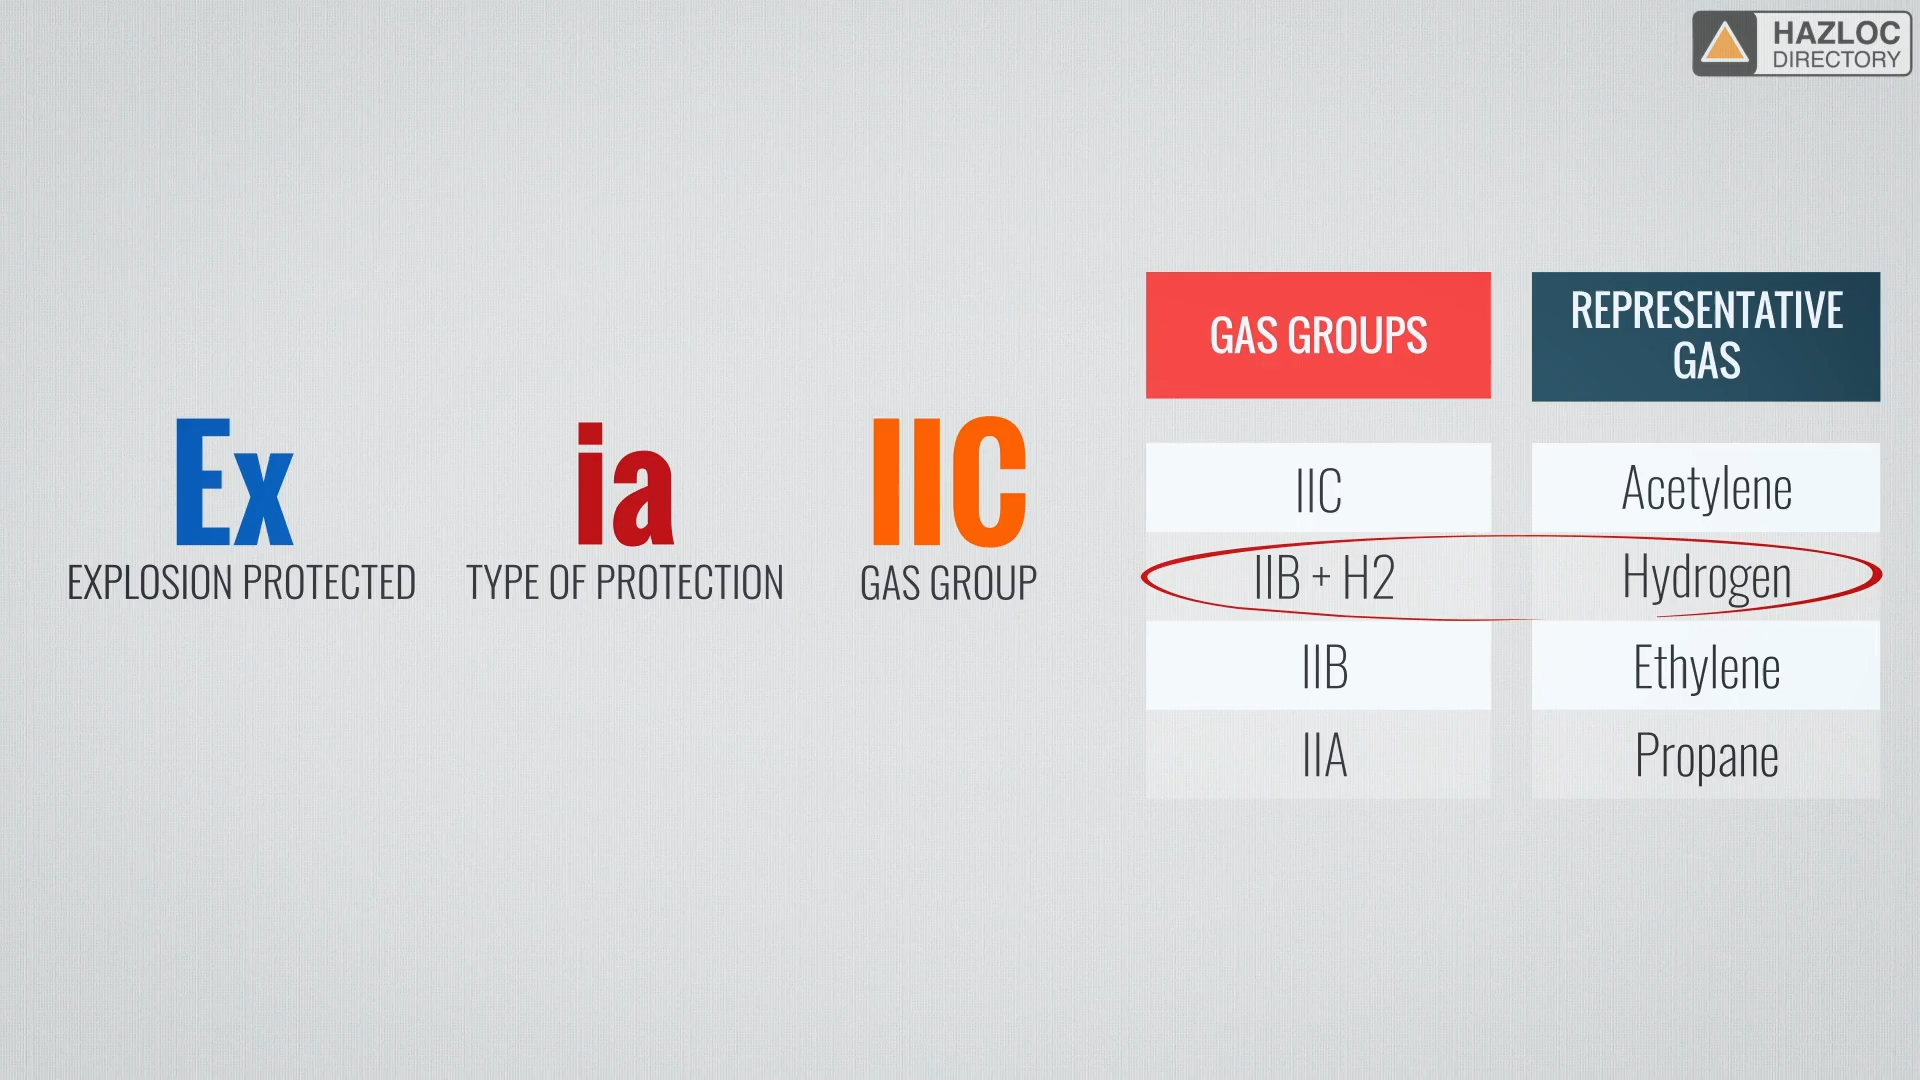 HAZLOC
DIRECTORY
Ex
EXPLOSION PROTECTED
ia
TYPE OF PROTECTION
IIC
GAS GROUP
GAS GROUPS
REPRESENTATIVE
GAS
IIC
Acetylene
IIB + H2
Hydrogen
IIB
Ethylene
IIA
Propane